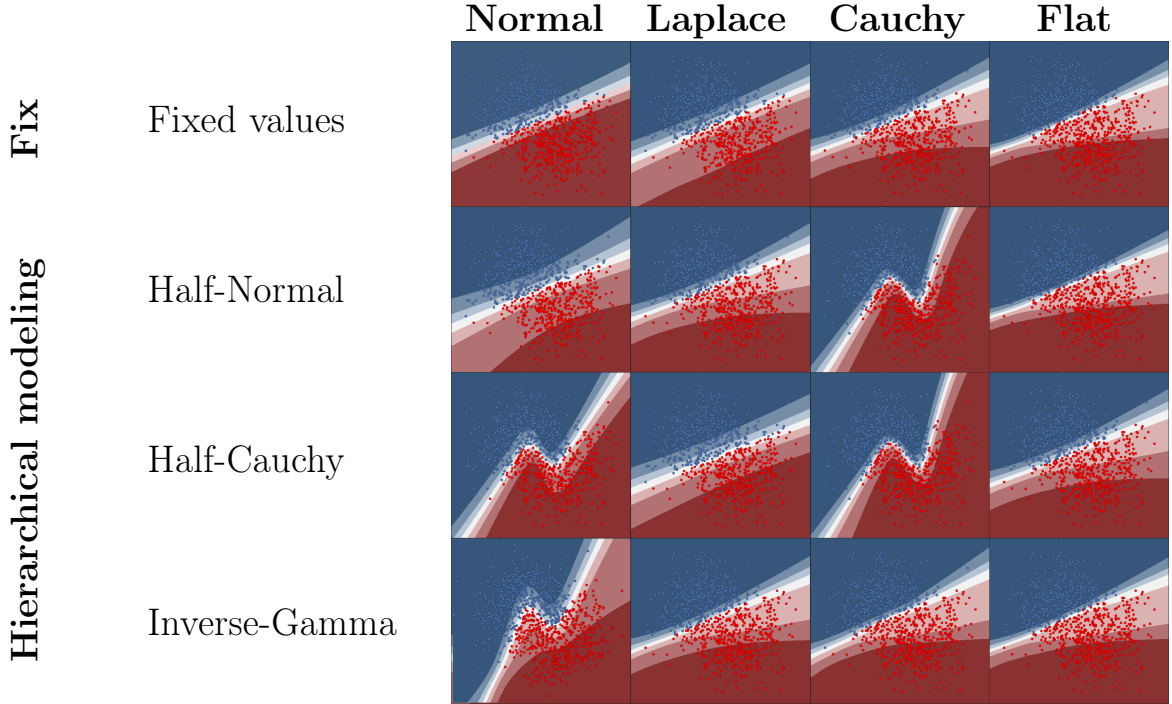 Normal Laplace Cauchy Flat
Fix
Fixed values
Hierarchical modeling
Half-Normal
Half-Cauchy
Inverse-Gamma